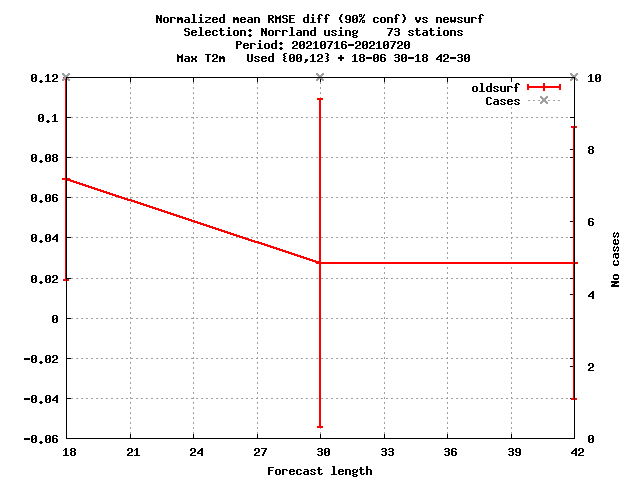 Normalized mean RMSE diff (90% conf) vs newsurf
Selection: Norrland using    73 stations
Period: 20210716-20210720
Max T2m   Used {00,12} + 18-06 30-18 42-30
oldsurf
Cases
0.12
0.1
0.08
0.06
0.04
0.02
0
-0.02
-0.04
-0.06
10
8
6
4
2
0
No cases
18 21 24 27 30 33 36 39 42
Forecast length